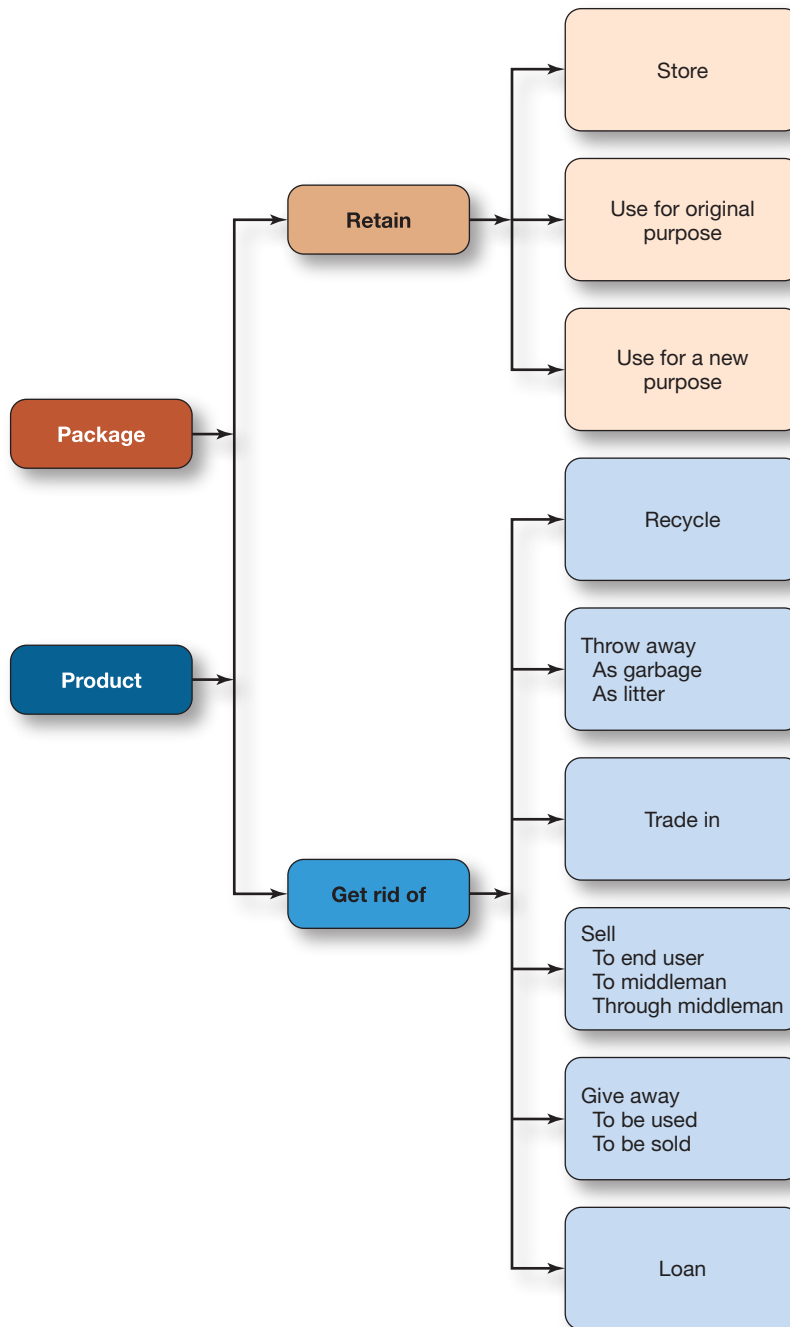 Package
Product
Retain
Get rid of
Store
Use for original
purpose
Use for a new
purpose
Recycle
Throw away
As garbage
As litter
Trade in
Sell
To end user
To middleman
Through middleman
Give away
To be used
To be sold
Loan